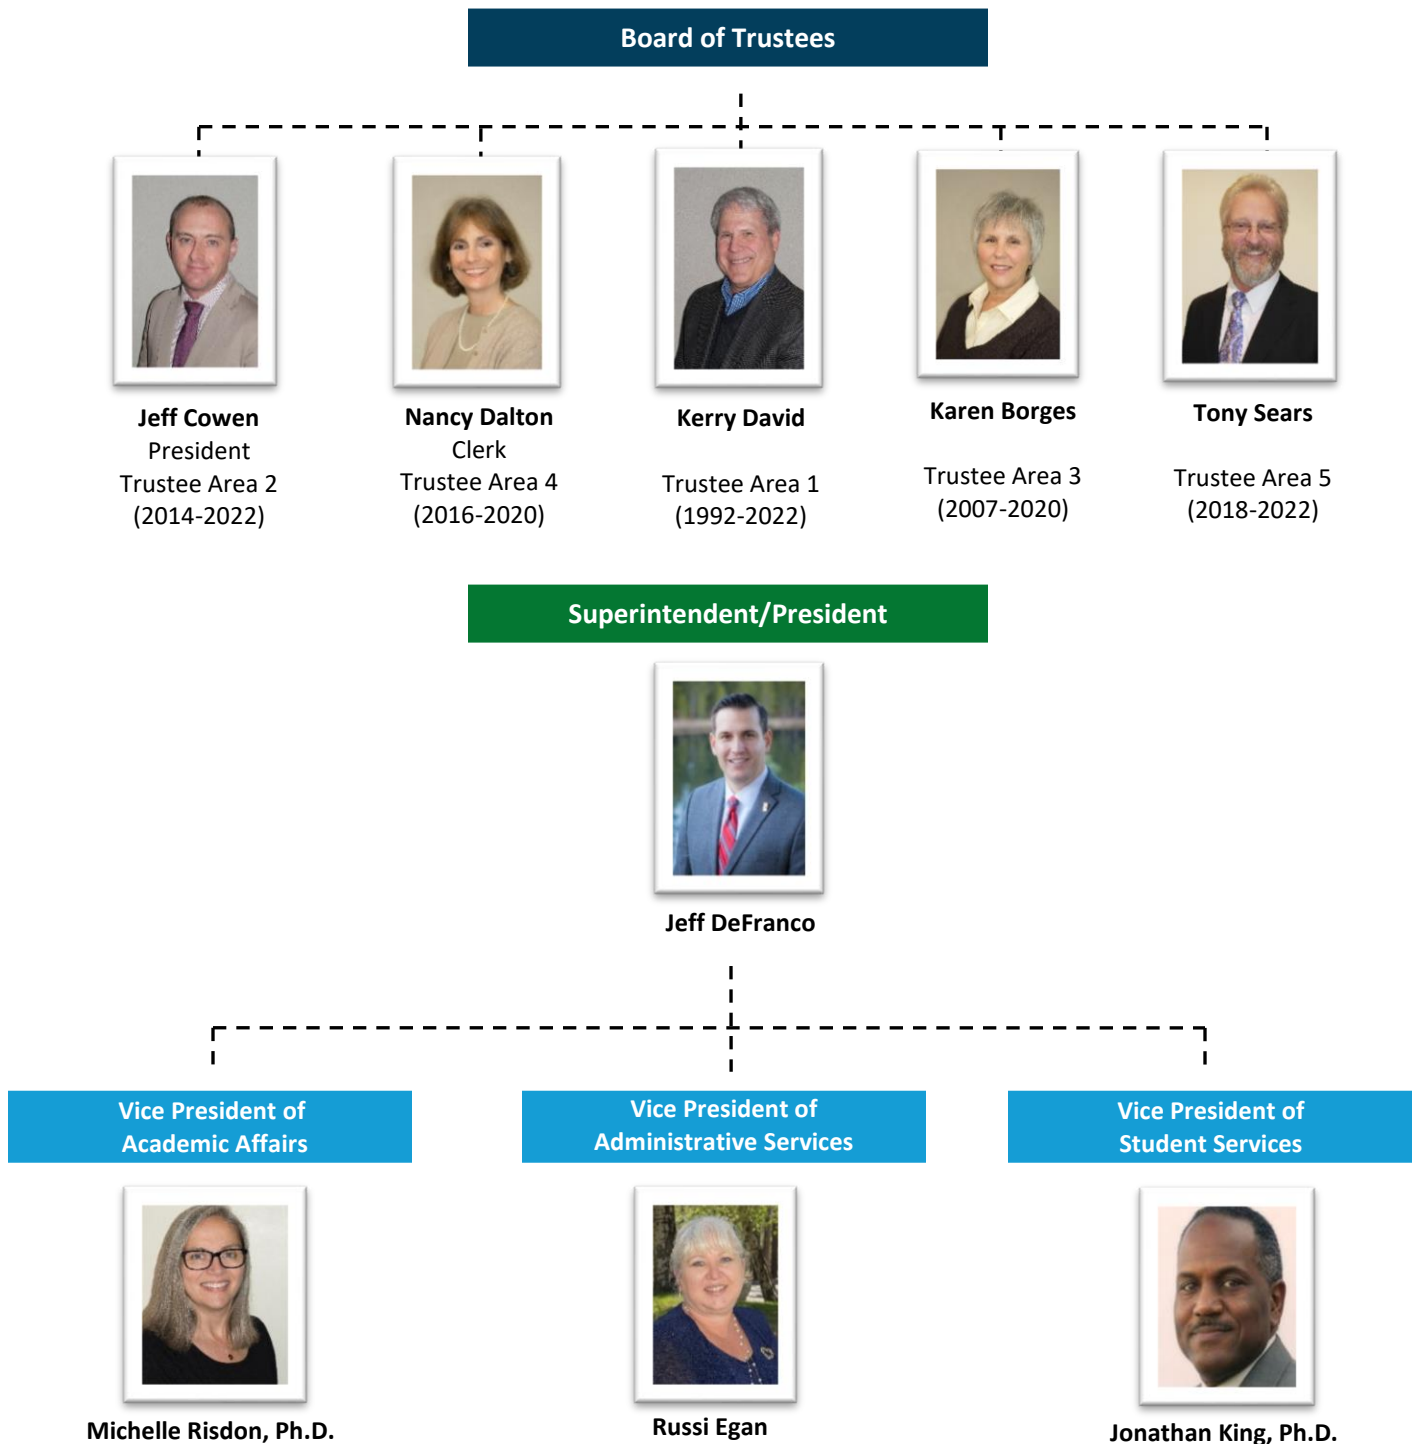 Board of Trustees
Jeff Cowen
President
Trustee Area 2
(2014-2022)
Nancy Dalton
Clerk
Trustee Area 4
(2016-2020)
Kerry David
Trustee Area 1
(1992-2022)
Karen Borges
Trustee Area 3
(2007-2020)
Tony Sears
Trustee Area 5
(2018-2022)
Superintendent/President
Jeff DeFranco
Vice President of
Academic Affairs
Michelle Risdon, Ph.D.
Vice President of
Administrative Services
Russi Egan
Vice President of
Student Services
Jonathan King, Ph.D.